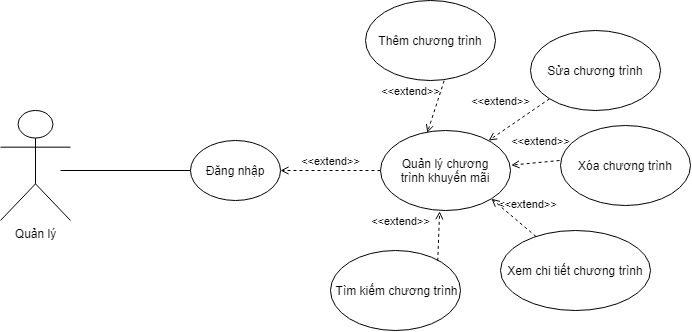 Thêm chương trình
Sửa chương trình
<<extend>>
<<extend>>
Đăng nhập
<<extend>>
Quản lý chương
trình khuyến mãi
<<extend>>
Xóa chương trình
<<extend>>
<<extend>>
Quản lý
Xem chi tiết chương trình
Tìm kiếm chương trình